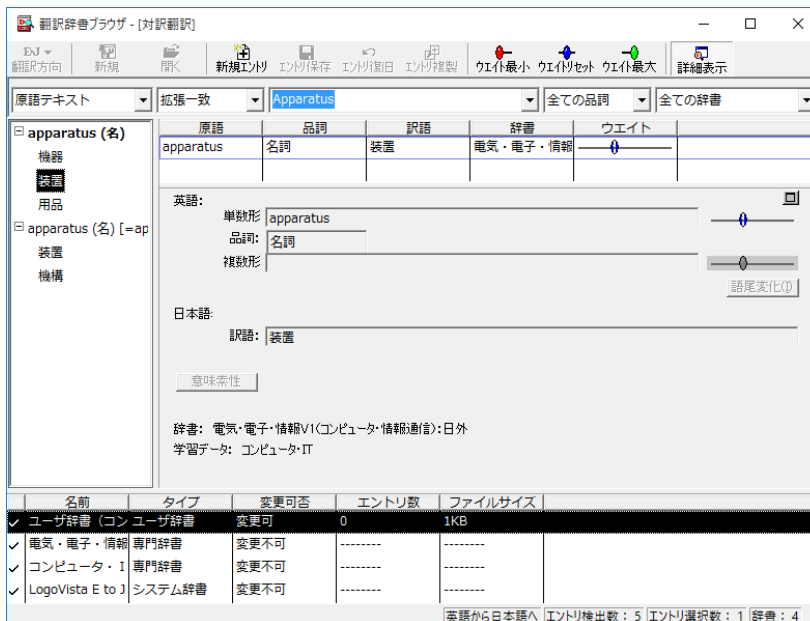 翻訳辞書ブラウザ - [対訳翻訳]
EXJ
翻訳方向 新規 開く 新規エントリ エントリ保存 エントリ復旧 エントリ複製 ウエイト最小 ウエイトリセット ウエイト最大 詳細表示
原語テキスト 拡張一致 Apparatus 全ての品詞 全ての辞書
apparatus (名)
機器
装置
用品
apparatus (名) [=ap
装置
機構
原語 品詞 訳語 辞書 ウエイト
apparatus 名詞 装置 電気・電子・情報
英語:
単数形 apparatus
品詞: 名詞
複数形
語尾変化(I)
日本語:
訳語: 装置
意味素性
辞書: 電気・電子・情報V1(コンピュータ・情報通信):日外
学習データ: コンピュータ・IT
名前 タイプ 変更可否 エントリ数 ファイルサイズ
ユーザ辞書（コン ユーザ辞書 変更可 0 1KB
電気・電子・情報 専門辞書 変更不可 -------- --------
コンピュータ・I 専門辞書 変更不可 -------- --------
LogoVista E to J システム辞書 変更不可 -------- --------
英語から日本語へ エントリ検出数: 5 エントリ選択数: 1 辞書: 4